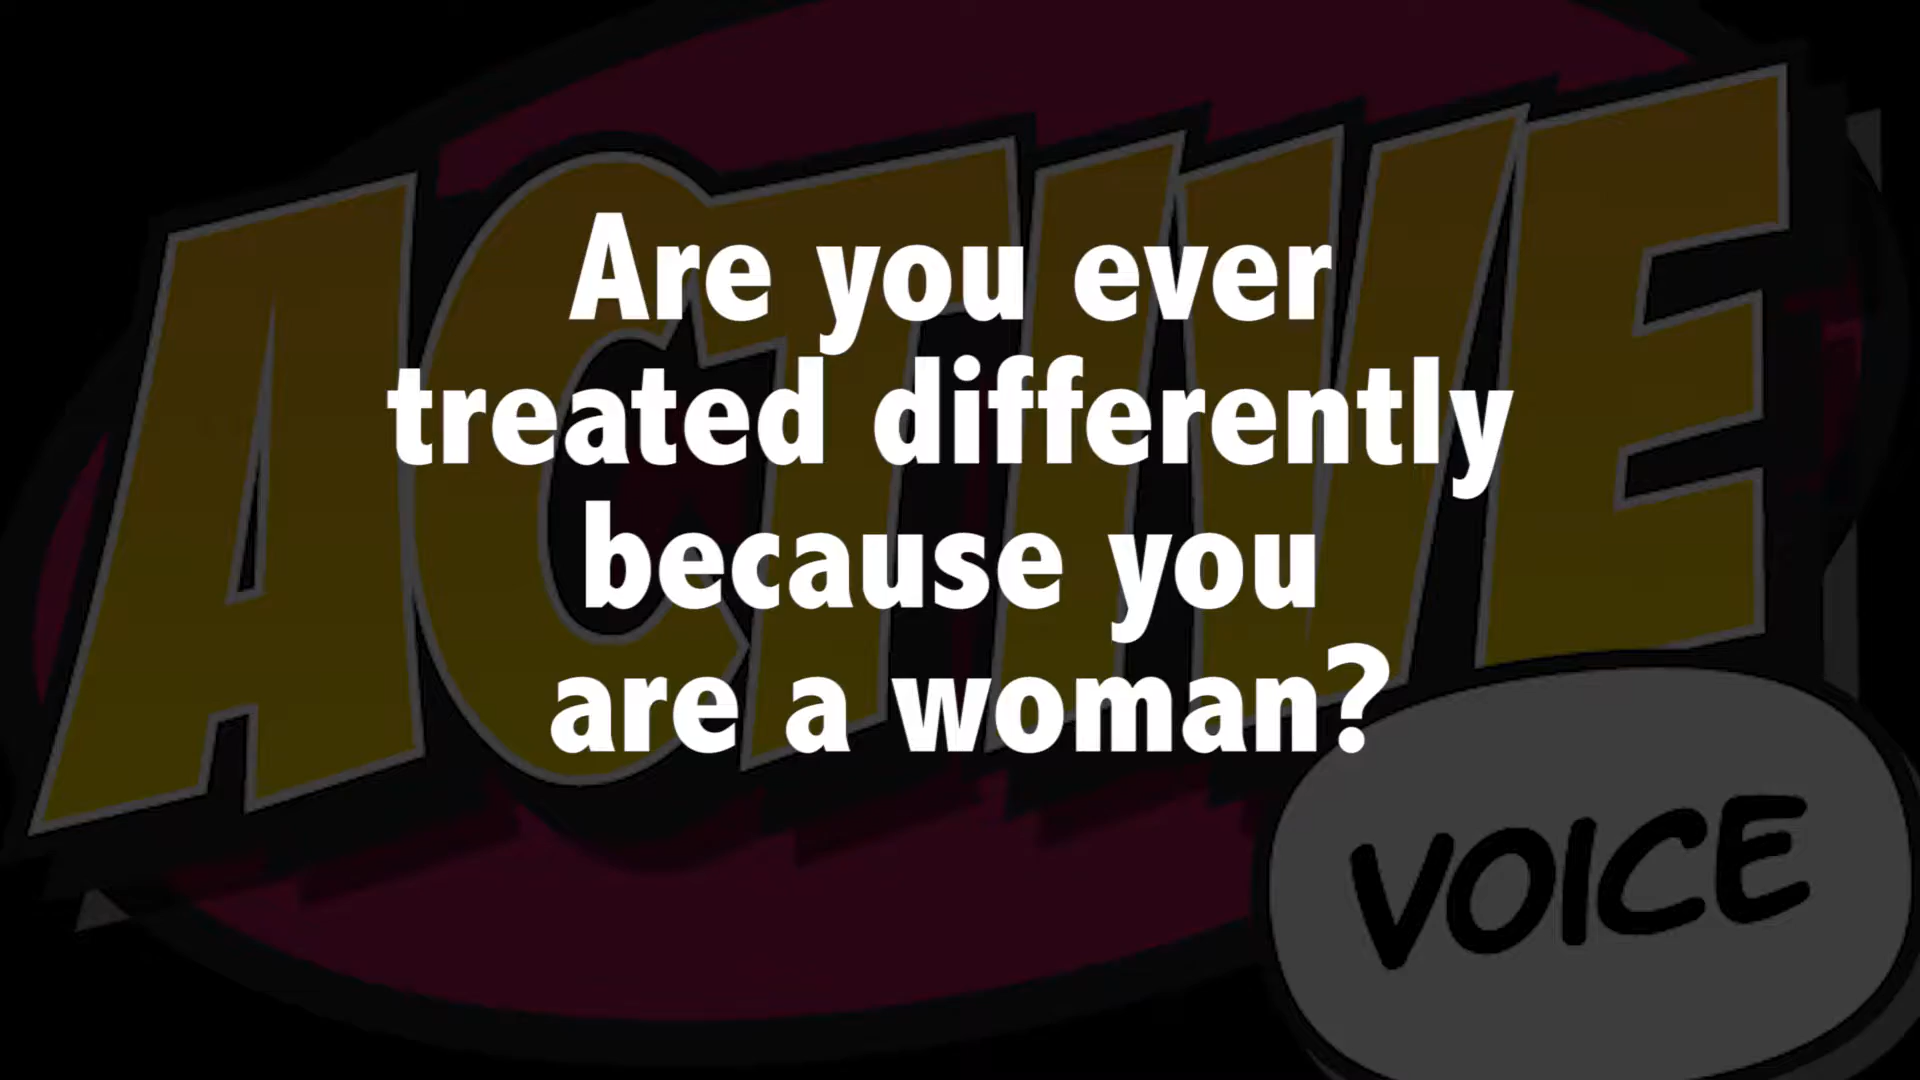 Are you ever
treated differently
because you
are a woman?
ACTIVE
VOICE